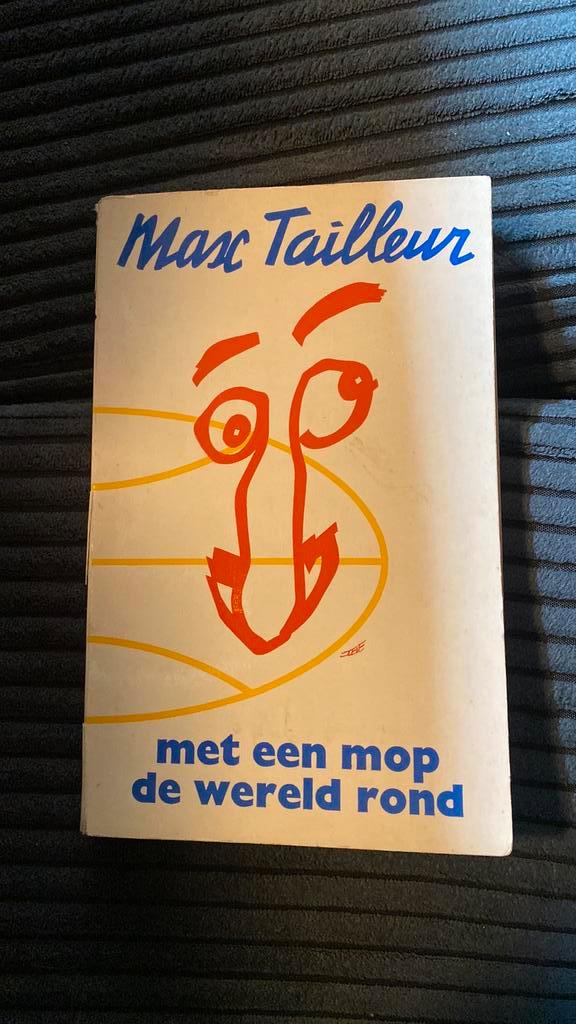 Max Tailleur
met een mop
de wereld rond